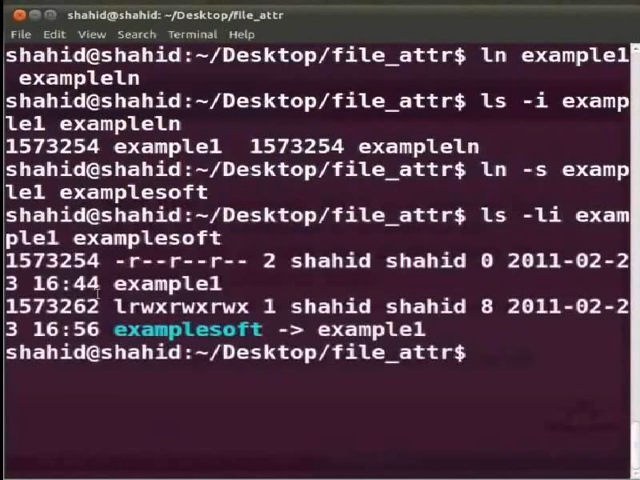 shahid@shahid: ~/Desktop/file_attr
File Edit View Search Terminal Help
shahid@shahid:~/Desktop/file_attr$ ln example1
 exampleln
shahid@shahid:~/Desktop/file_attr$ ls -i examp
le1 exampleln
1573254 example1  1573254 exampleln
shahid@shahid:~/Desktop/file_attr$ ln -s examp
le1 examplesoft
shahid@shahid:~/Desktop/file_attr$ ls -li exam
ple1 examplesoft
1573254 -r--r--r-- 2 shahid shahid 0 2011-02-2
3 16:44 example1
1573262 lrwxrwxrwx 1 shahid shahid 8 2011-02-2
3 16:56 examplesoft -> example1
shahid@shahid:~/Desktop/file_attr$